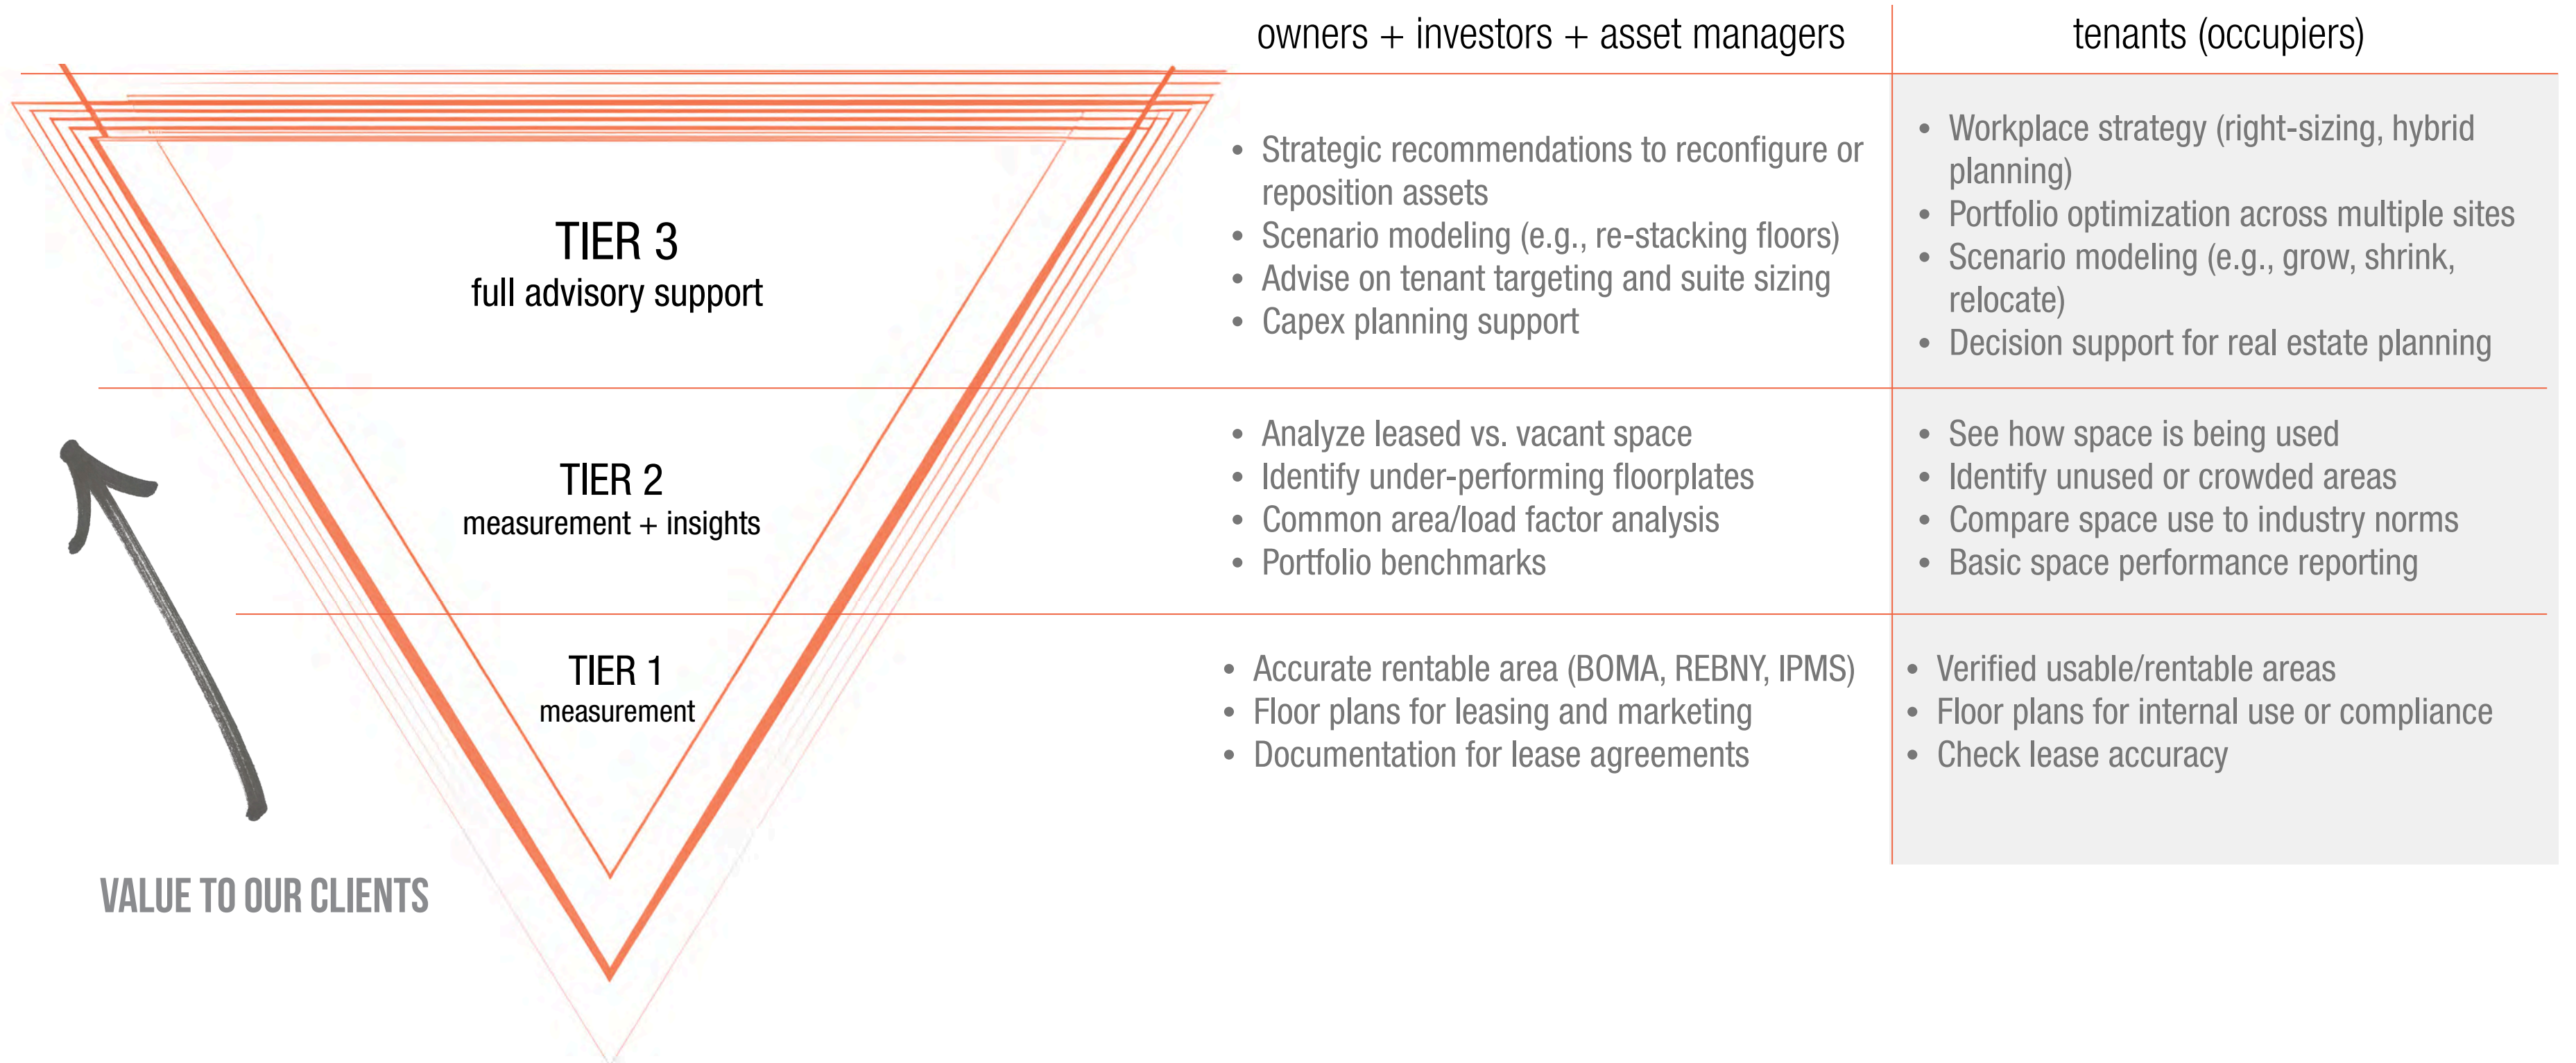 owners + investors + asset managers
tenants (occupiers)
TIER 3
full advisory support
• Strategic recommendations to reconfigure or
reposition assets
• Scenario modeling (e.g., re-stacking floors)
• Advise on tenant targeting and suite sizing
• Capex planning support
• Workplace strategy (right-sizing, hybrid
planning)
• Portfolio optimization across multiple sites
• Scenario modeling (e.g., grow, shrink,
relocate)
• Decision support for real estate planning
TIER 2
measurement + insights
• Analyze leased vs. vacant space
• Identify under-performing floorplates
• Common area/load factor analysis
• Portfolio benchmarks
• See how space is being used
• Identify unused or crowded areas
• Compare space use to industry norms
• Basic space performance reporting
TIER 1
measurement
• Accurate rentable area (BOMA, REBNY, IPMS)
• Floor plans for leasing and marketing
• Documentation for lease agreements
• Verified usable/rentable areas
• Floor plans for internal use or compliance
• Check lease accuracy
VALUE TO OUR CLIENTS